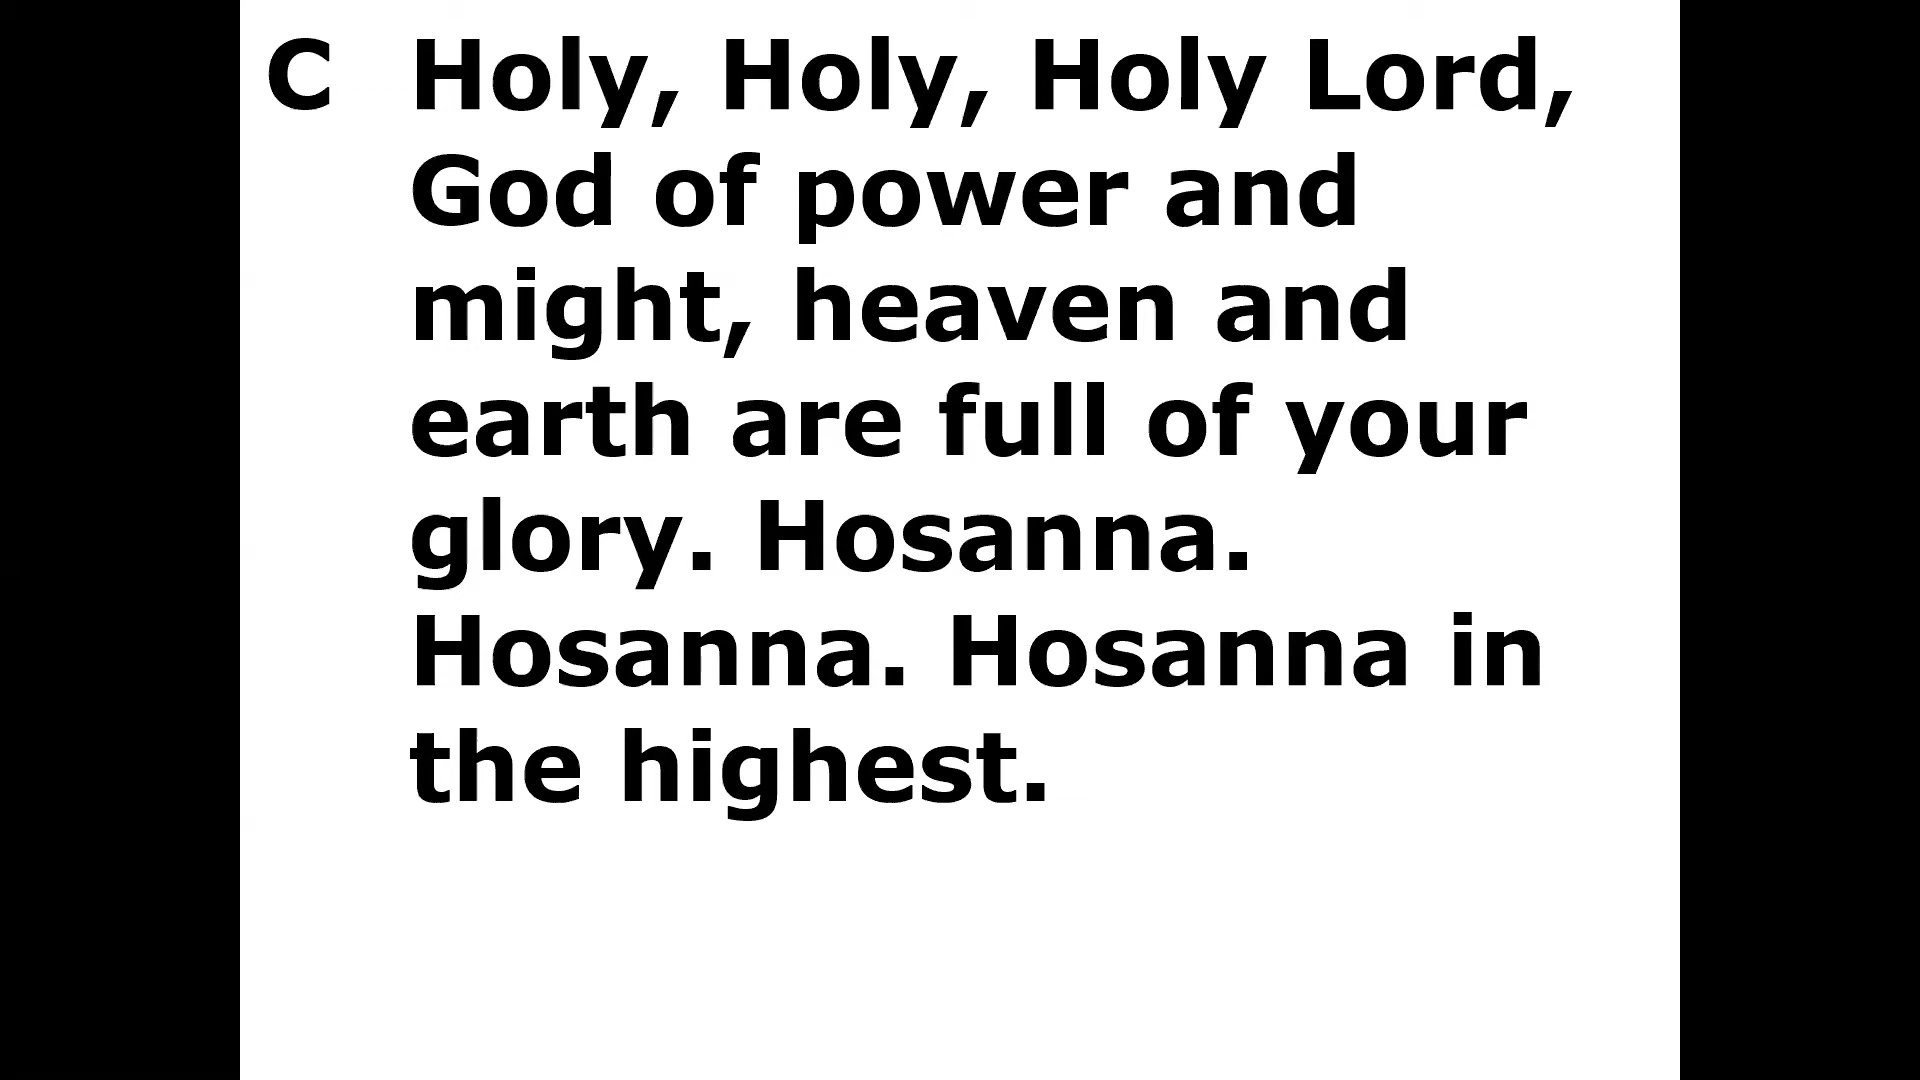 C Holy, Holy, Holy Lord,
God of power and
might, heaven and
earth are full of your
glory. Hosanna.
Hosanna. Hosanna in
the highest.